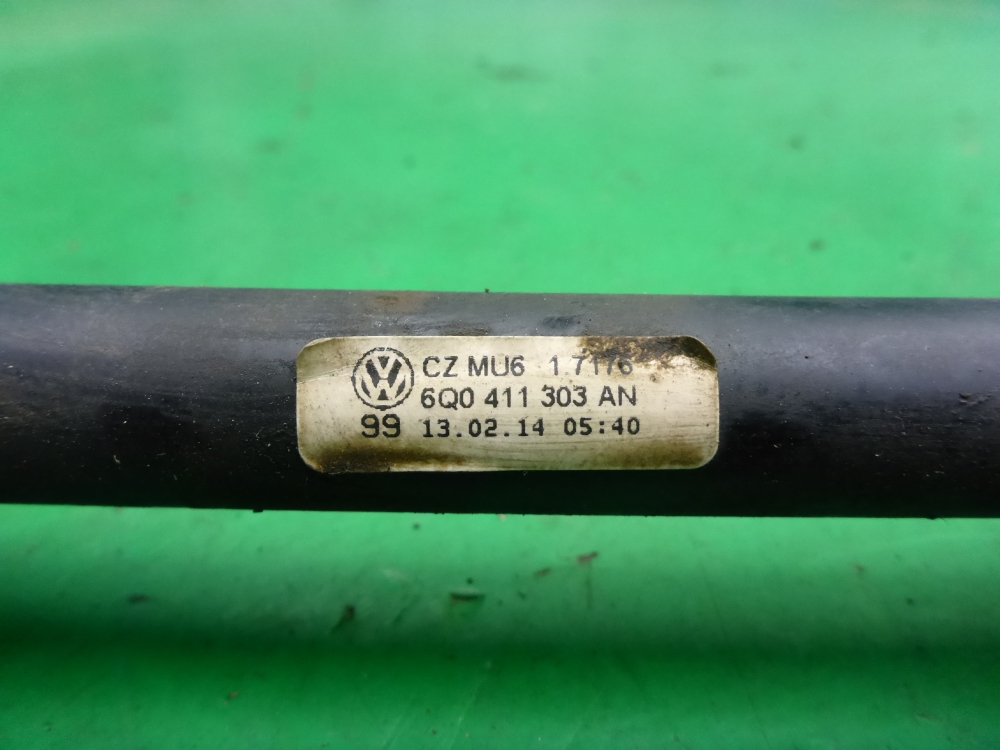 CZ MU6 1.7176
6Q0 411 303 AN
99 13.02.14 05:40